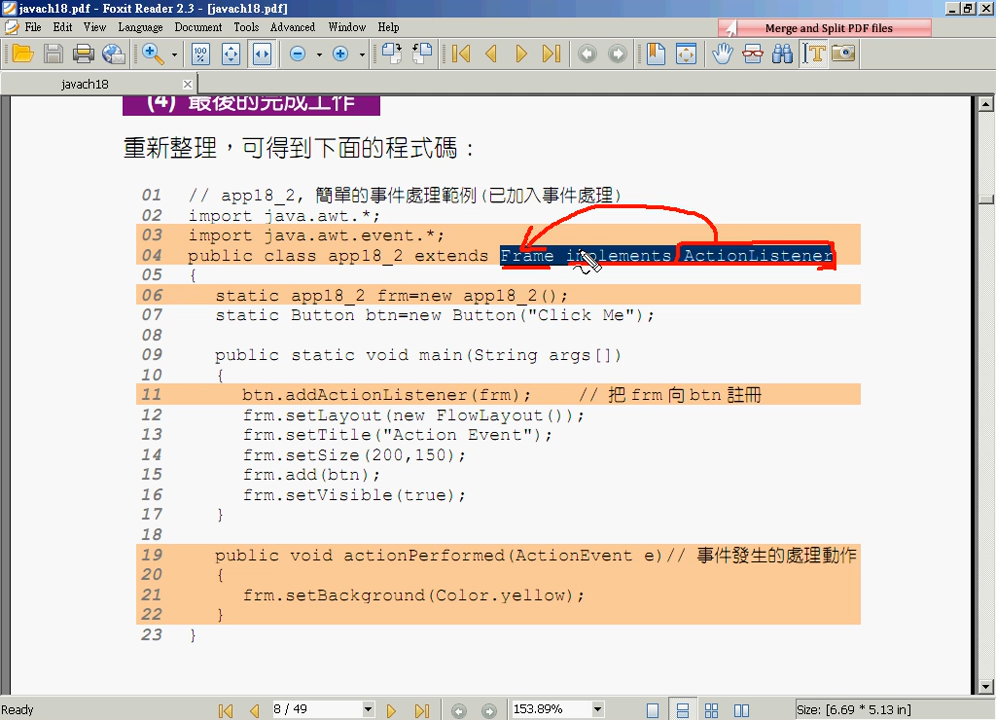 javach18.pdf - Foxit Reader 2.3 - [javach18.pdf]
File Edit View Language Document Tools Advanced Window Help
Merge and Split PDF files
javach18
(4) 最後的完成工作
重新整理，可得到下面的程式碼：
01 // app18_2, 簡單的事件處理範例(已加入事件處理)
02 import java.awt.*;
03 import java.awt.event.*;
04 public class app18_2 extends Frame implements ActionListener
05 {
06 static app18_2 frm=new app18_2();
07 static Button btn=new Button("Click Me");
08
09 public static void main(String args[])
10 {
11 btn.addActionListener(frm); // 把 frm 向 btn 註冊
12 frm.setLayout(new FlowLayout());
13 frm.setTitle("Action Event");
14 frm.setSize(200,150);
15 frm.add(btn);
16 frm.setVisible(true);
17 }
18
19 public void actionPerformed(ActionEvent e)// 事件發生的處理動作
20 {
21 frm.setBackground(Color.yellow);
22 }
23 }
Ready 8 / 49 153.89% Size: [6.69 * 5.13 in]